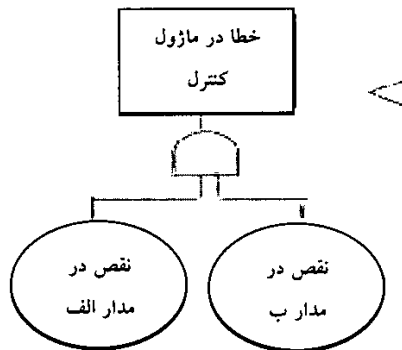 خطا در ماژول
کنترل
نقص در
مدار ب
نقص در
مدار الف